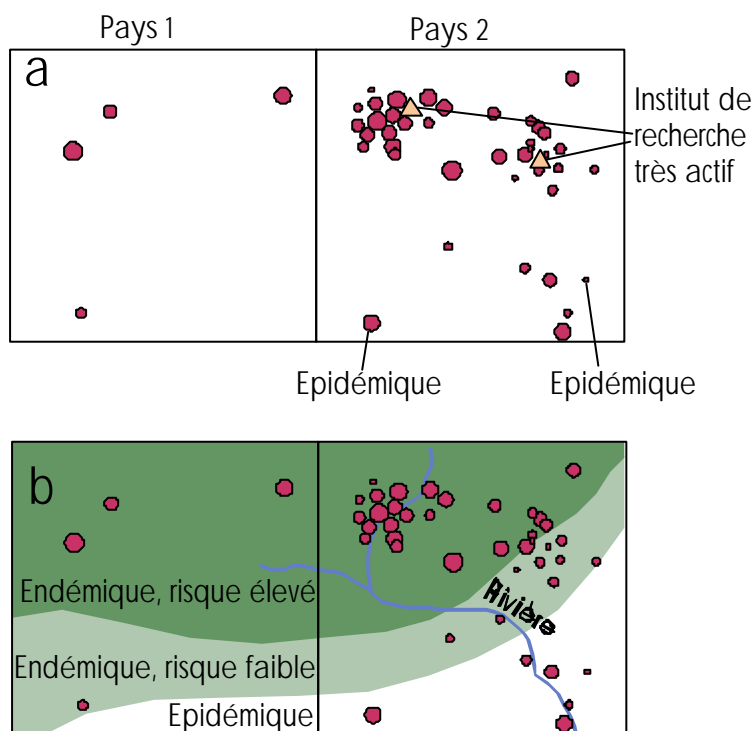 Pays 1
Pays 2
a
Institut de
recherche
très actif
Epidémique
Epidémique
b
Endémique, risque élevé
Rivière
Endémique, risque faible
Epidémique